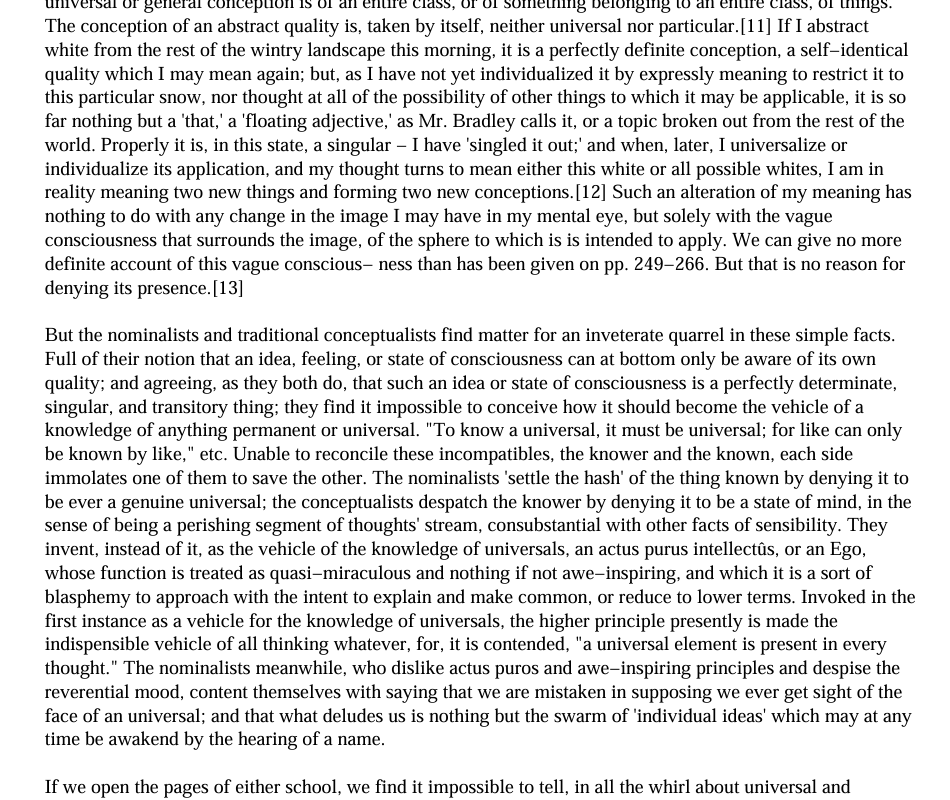 universal or general conception is of an entire class, or of something belonging to an entire class, of things.
The conception of an abstract quality is, taken by itself, neither universal nor particular.[11] If I abstract
white from the rest of the wintry landscape this morning, it is a perfectly definite conception, a self−identical
quality which I may mean again; but, as I have not yet individualized it by expressly meaning to restrict it to
this particular snow, nor thought at all of the possibility of other things to which it may be applicable, it is so
far nothing but a 'that,' a 'floating adjective,' as Mr. Bradley calls it, or a topic broken out from the rest of the
world. Properly it is, in this state, a singular − I have 'singled it out;' and when, later, I universalize or
individualize its application, and my thought turns to mean either this white or all possible whites, I am in
reality meaning two new things and forming two new conceptions.[12] Such an alteration of my meaning has
nothing to do with any change in the image I may have in my mental eye, but solely with the vague
consciousness that surrounds the image, of the sphere to which is is intended to apply. We can give no more
definite account of this vague conscious− ness than has been given on pp. 249−266. But that is no reason for
denying its presence.[13]
But the nominalists and traditional conceptualists find matter for an inveterate quarrel in these simple facts.
Full of their notion that an idea, feeling, or state of consciousness can at bottom only be aware of its own
quality; and agreeing, as they both do, that such an idea or state of consciousness is a perfectly determinate,
singular, and transitory thing; they find it impossible to conceive how it should become the vehicle of a
knowledge of anything permanent or universal. "To know a universal, it must be universal; for like can only
be known by like," etc. Unable to reconcile these incompatibles, the knower and the known, each side
immolates one of them to save the other. The nominalists 'settle the hash' of the thing known by denying it to
be ever a genuine universal; the conceptualists despatch the knower by denying it to be a state of mind, in the
sense of being a perishing segment of thoughts' stream, consubstantial with other facts of sensibility. They
invent, instead of it, as the vehicle of the knowledge of universals, an actus purus intellectûs, or an Ego,
whose function is treated as quasi−miraculous and nothing if not awe−inspiring, and which it is a sort of
blasphemy to approach with the intent to explain and make common, or reduce to lower terms. Invoked in the
first instance as a vehicle for the knowledge of universals, the higher principle presently is made the
indispensible vehicle of all thinking whatever, for, it is contended, "a universal element is present in every
thought." The nominalists meanwhile, who dislike actus puros and awe−inspiring principles and despise the
reverential mood, content themselves with saying that we are mistaken in supposing we ever get sight of the
face of an universal; and that what deludes us is nothing but the swarm of 'individual ideas' which may at any
time be awakend by the hearing of a name.
If we open the pages of either school, we find it impossible to tell, in all the whirl about universal and